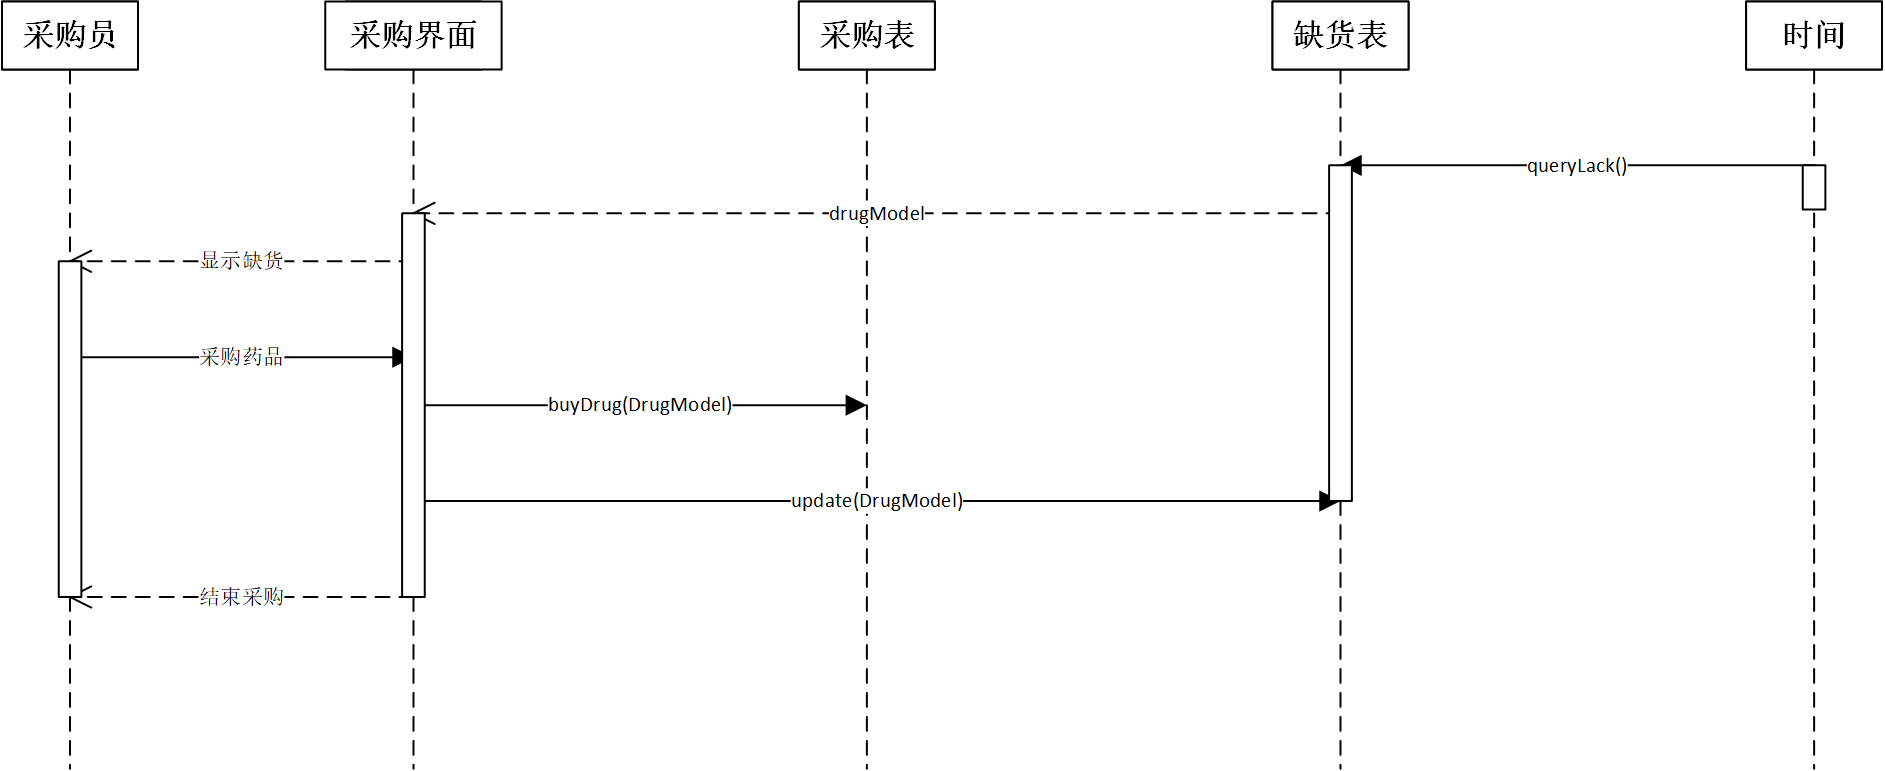 采购员
采购界面
采购表
缺货表
时间
queryLack()
drugModel
显示缺货
采购药品
buyDrug(DrugModel)
update(DrugModel)
结束采购